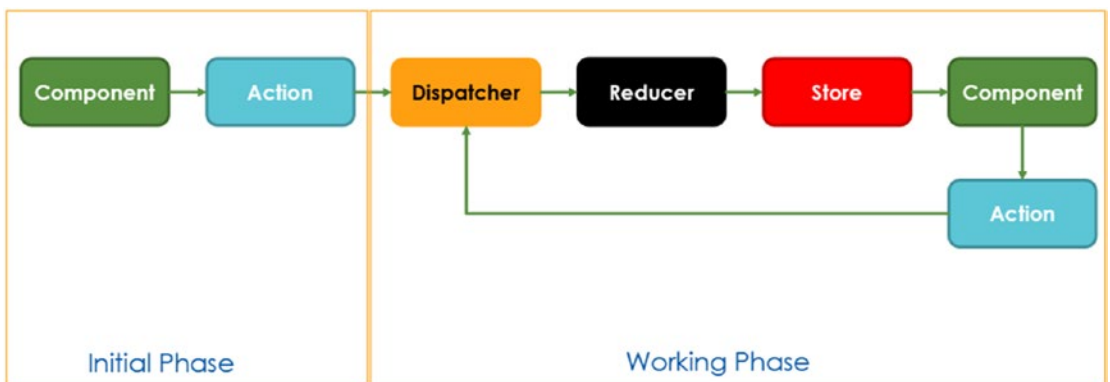 Component
Action
Dispatcher
Reducer
Store
Component
Action
Initial Phase
Working Phase